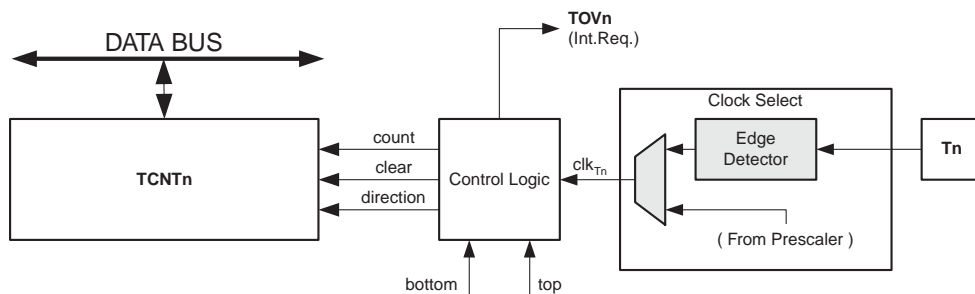 TOVn
(Int.Req.)
DATA BUS
Clock Select
count
Edge
Detector
Tn
TCNTn
clear
Control Logic
clkTn
direction
( From Prescaler )
bottom
top